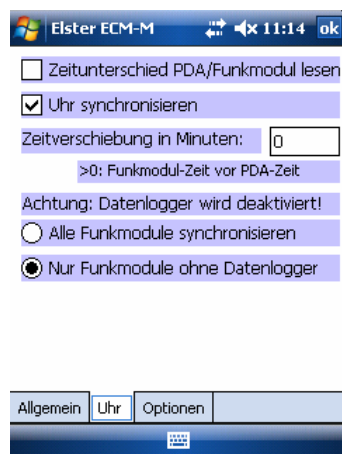 Elster ECM-M 11:14 ok
Zeitunterschied PDA/Funkmodul lesen
Uhr synchronisieren
Zeitverschiebung in Minuten: 0
>0: Funkmodul-Zeit vor PDA-Zeit
Achtung: Datenlogger wird deaktiviert!
Alle Funkmodule synchronisieren
Nur Funkmodule ohne Datenlogger
Allgemein Uhr Optionen